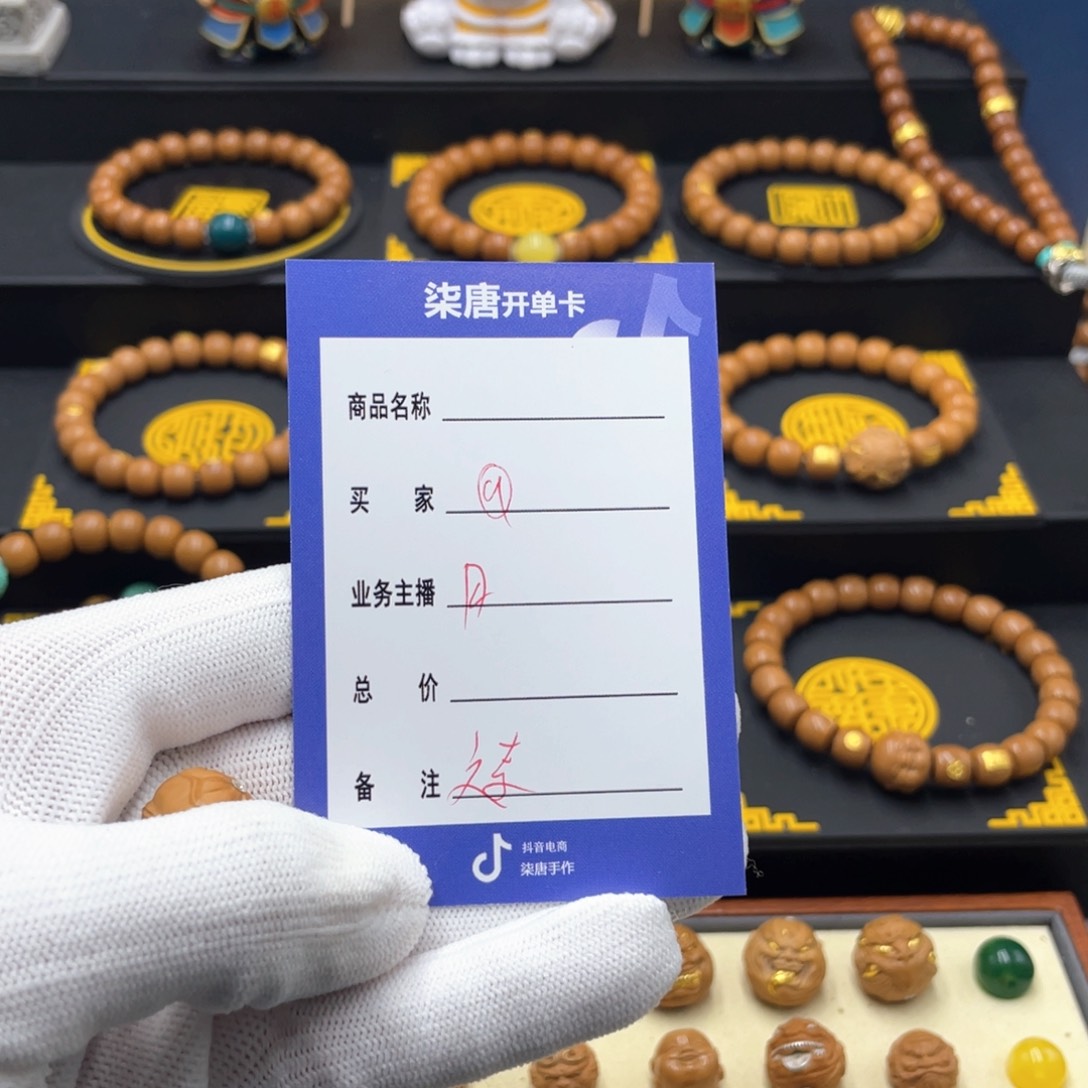 柒唐开单卡
商品名称
买家
业务主播
总价
备注
抖音电商
柒唐手作